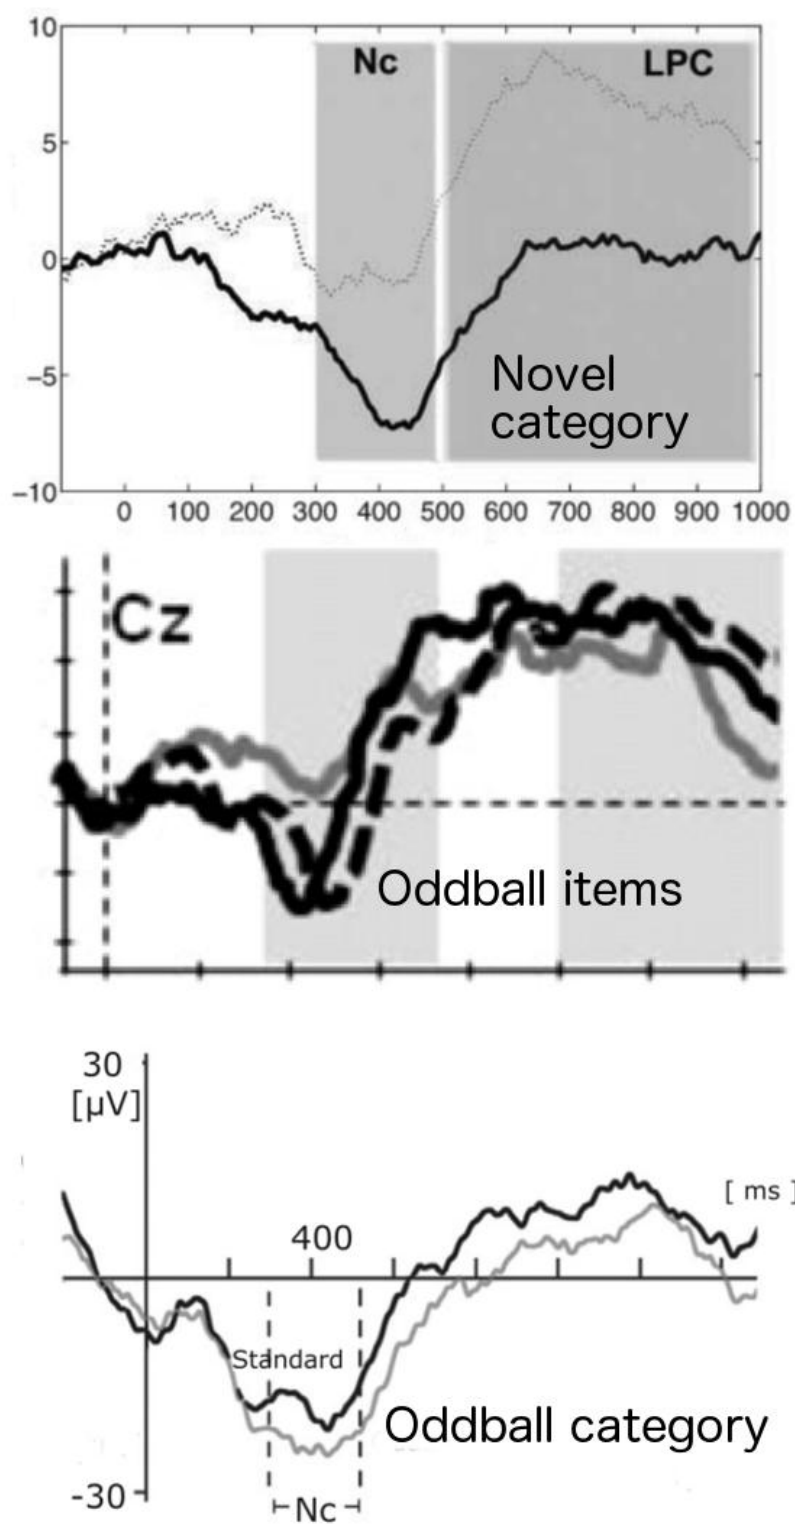 10
Nc LPC
5
0
−5
Novel
category
−10
0 100 200 300 400 500 600 700 800 900 1000
Cz
Oddball items
30
[μV]
[ ms ]
400
Standard
Oddball category
-30
Nc